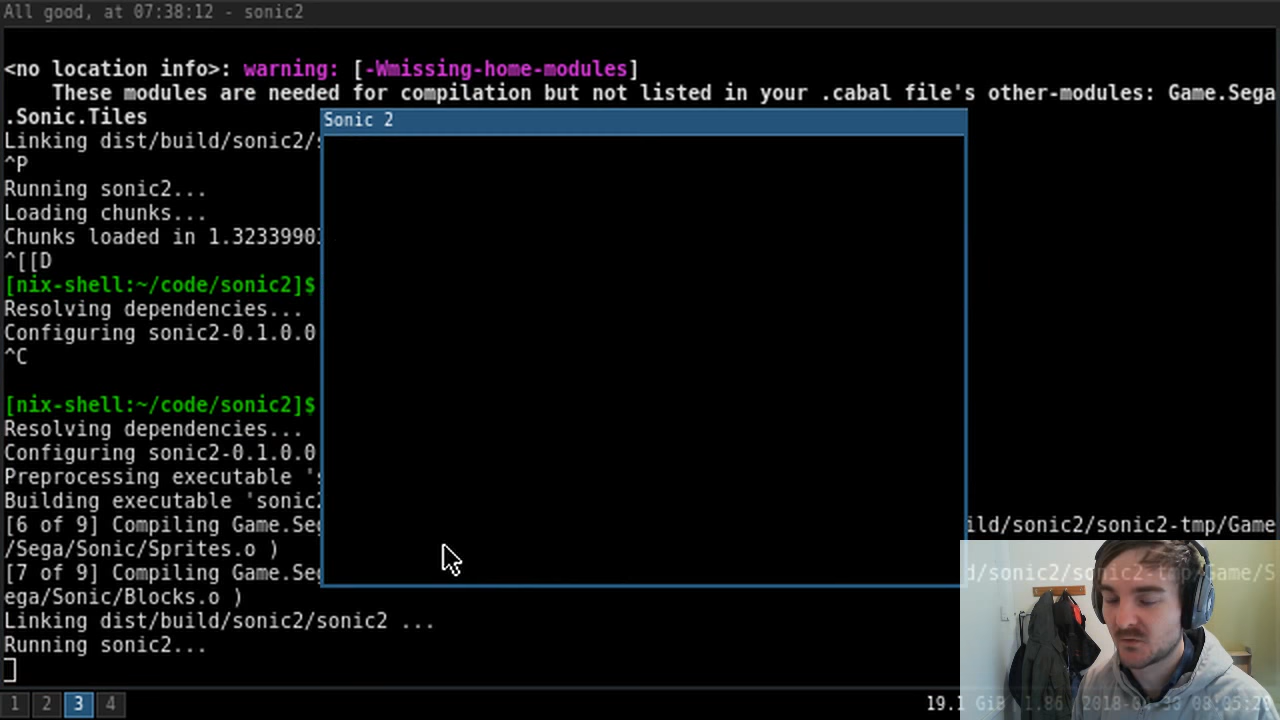 All good, at 07:38:12 - sonic2
<no location info>: warning: [-Wmissing-home-modules]
These modules are needed for compilation but not listed in your .cabal file's other-modules: Game.Sega
.Sonic.Tiles
Sonic 2
Linking dist/build/sonic2/
^P
Running sonic2...
Loading chunks...
Chunks loaded in 1.3233990
^[[D
[nix-shell:~/code/sonic2]$
Resolving dependencies...
Configuring sonic2-0.1.0.0
^C
[nix-shell:~/code/sonic2]$
Resolving dependencies...
Configuring sonic2-0.1.0.0
Preprocessing executable '
Building executable 'sonic2
[6 of 9] Compiling Game.Seg ild/sonic2/sonic2-tmp/Game
/Sega/Sonic/Sprites.o )
[7 of 9] Compiling Game.Seg d/sonic2/sonic2-tmp/Game/S
ega/Sonic/Blocks.o )
Linking dist/build/sonic2/sonic2 ...
Running sonic2...
1 2 3 4 19.1 GiB 1.86 2018-04-30 08:05:20